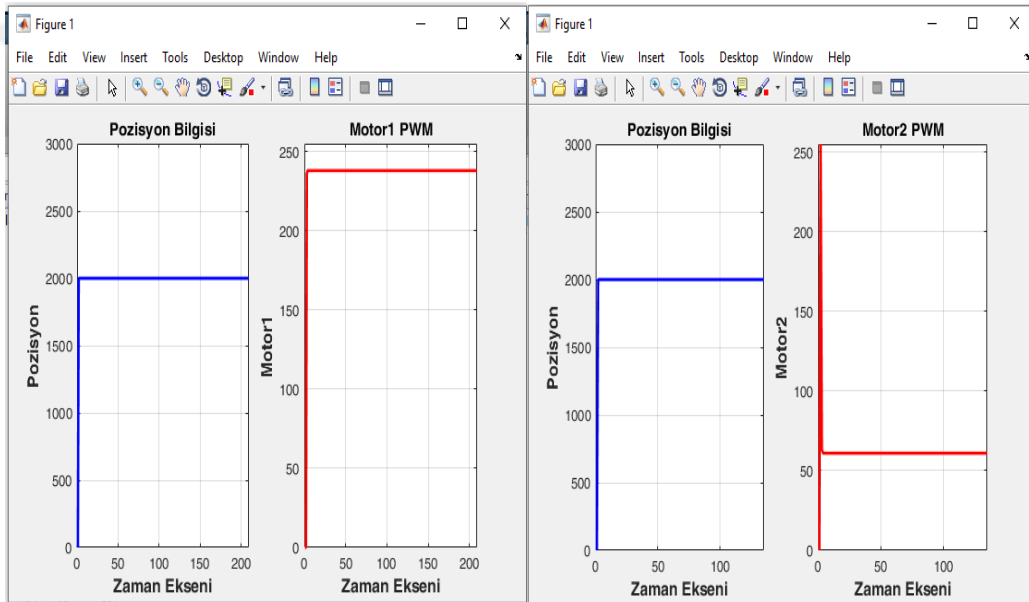 Figure 1
File Edit View Insert Tools Desktop Window Help
Pozisyon Bilgisi
3000
2500
2000
1500
1000
500
0
Pozisyon
0 50 100 150 200
Zaman Ekseni
Motor1 PWM
250
200
150
100
50
0
Motor1
0 50 100 150 200
Zaman Ekseni
Figure 1
File Edit View Insert Tools Desktop Window Help
Pozisyon Bilgisi
3000
2500
2000
1500
1000
500
0
Pozisyon
0 50 100
Zaman Ekseni
Motor2 PWM
250
200
150
100
50
0
Motor2
0 50 100
Zaman Ekseni